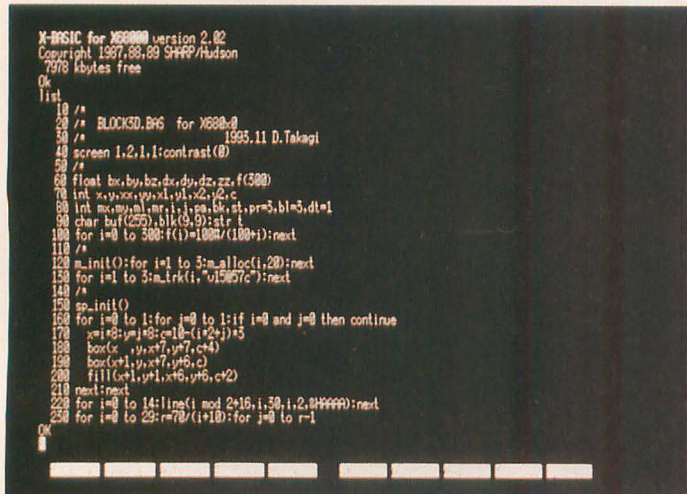 X-BASIC for X68000 version 2.02
Copyright 1987,88,89 SHARP/Hudson
7978 kbytes free
Ok
list
10 /*
20 /* BLOCK3D.BAS for X680x0
30 /* 1993.11 D.Takagi
40 screen 1,2,1,1:contrast(0)
50 /*
60 float bx,by,bz,dx,dy,dz,zz,f(300)
70 int x,y,xx,yy,x1,y1,x2,y2,c
80 int mx,my,ml,mr,i,j,pa,bk,st,pr=3,bl=3,dt=1
90 char buf(255),blk(9,9):str t
100 for i=0 to 300:f(i)=100#/(100+i):next
110 /*
120 m_init():for i=1 to 3:m_alloc(i,20):next
130 for i=1 to 3:m_trk(i,"v15@57c"):next
140 /*
150 sp_init()
160 for i=0 to 1:for j=0 to 1:if i=0 and j=0 then continue
170 x=i*8:y=j*8:c=10-(i*2+j)*3
180 box(x ,y,x+7,y+7,c+4)
190 box(x+1,y,x+7,y+6,c)
200 fill(x+1,y+1,x+6,y+6,c+2)
210 next:next
220 for i=0 to 14:line(i mod 2+16,i,30,i,2,&HAAAA):next
230 for i=0 to 29:r=70/(i+10):for j=0 to r-1
OK